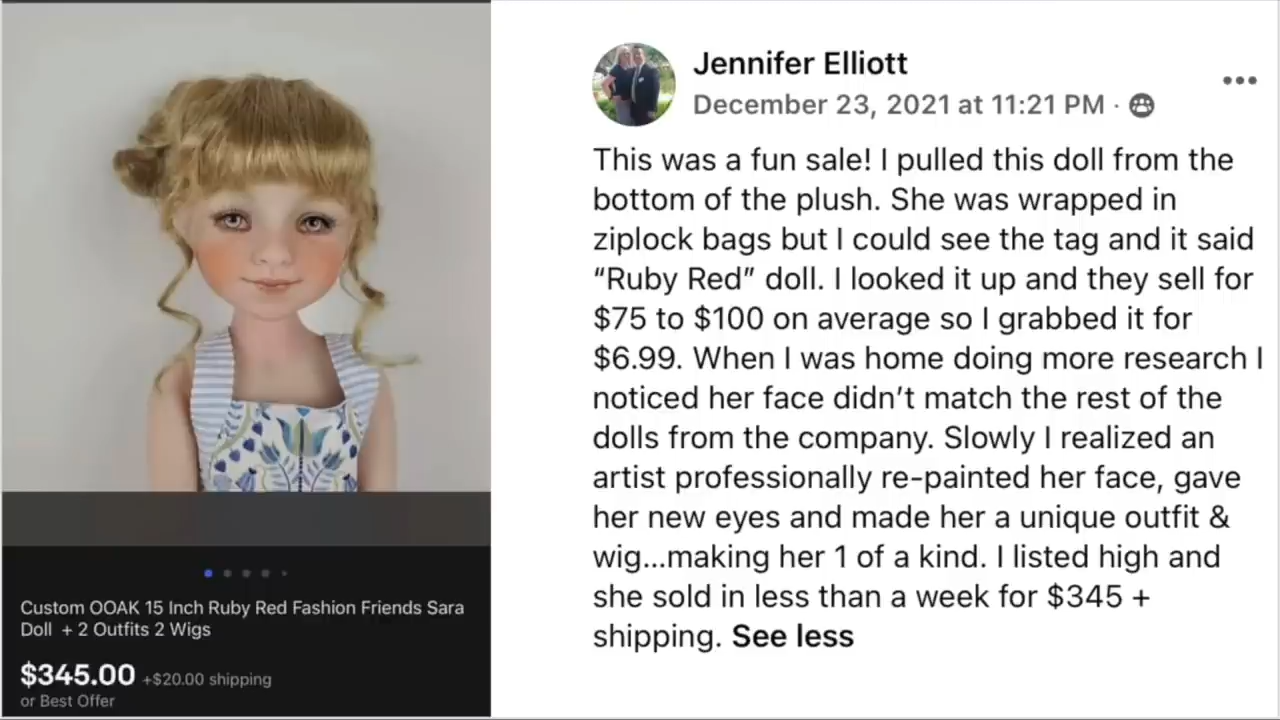 Jennifer Elliott
December 23, 2021 at 11:21 PM ·
This was a fun sale! I pulled this doll from the
bottom of the plush. She was wrapped in
ziplock bags but I could see the tag and it said
“Ruby Red” doll. I looked it up and they sell for
$75 to $100 on average so I grabbed it for
$6.99. When I was home doing more research I
noticed her face didn’t match the rest of the
dolls from the company. Slowly I realized an
artist professionally re-painted her face, gave
her new eyes and made her a unique outfit &
wig...making her 1 of a kind. I listed high and
she sold in less than a week for $345 +
shipping. See less
Custom OOAK 15 Inch Ruby Red Fashion Friends Sara
Doll + 2 Outfits 2 Wigs
$345.00 +$20.00 shipping
or Best Offer